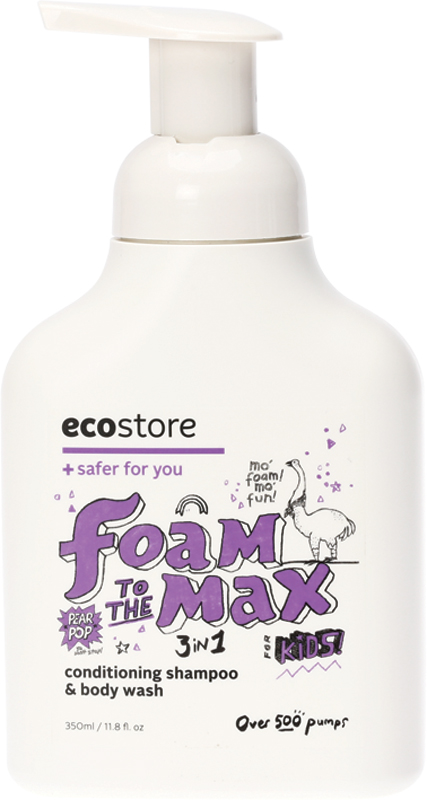 ecostore
+ safer for you
mo'
foam!
mo'
fun!
foam
TO
THE
max
PEAR
POP
3 in 1
FOR
KiDS!
conditioning shampoo
& body wash
350ml / 11.8 fl. oz
Over 500 pumps